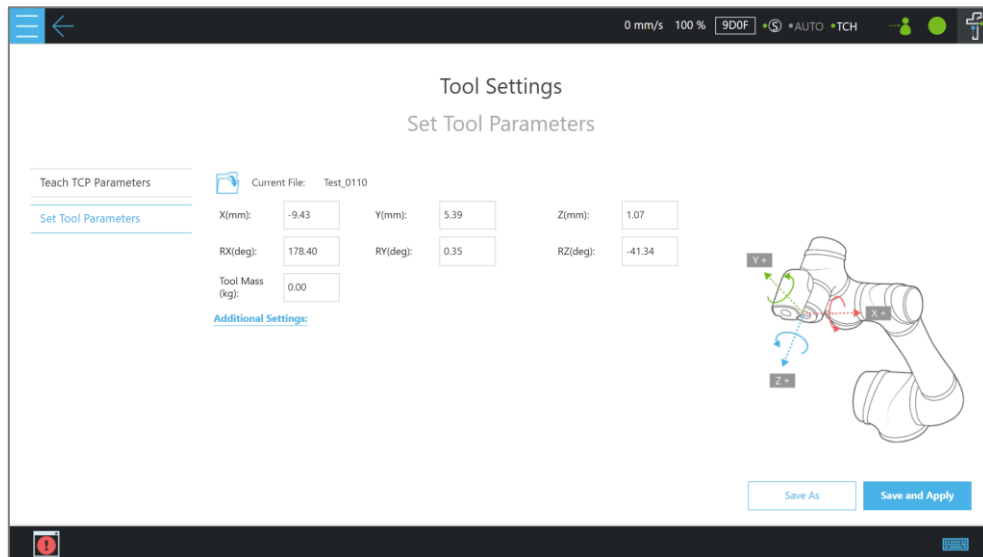 0 mm/s 100 % 9D0F S AUTO TCH
Tool Settings
Set Tool Parameters
Teach TCP Parameters
Set Tool Parameters
Current File: Test_0110
X(mm): -9.43 Y(mm): 5.39 Z(mm): 1.07
RX(deg): 178.40 RY(deg): 0.35 RZ(deg): -41.34
Tool Mass
(kg): 0.00
Additional Settings:
Y +
X +
Z +
Save As Save and Apply